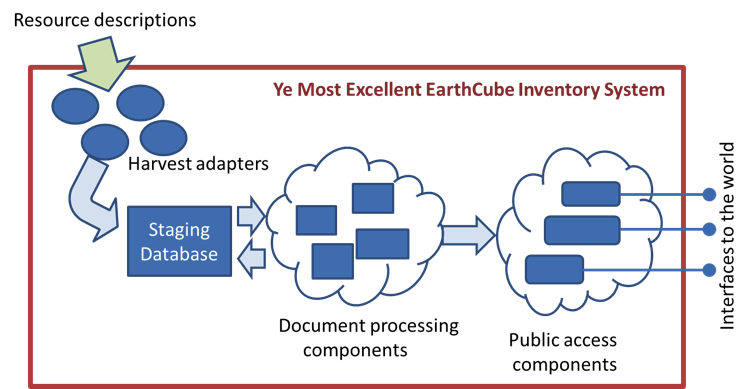 Resource descriptions
Ye Most Excellent EarthCube Inventory System
Harvest adapters
Staging
Database
Document processing
components
Public access
components
Interfaces to the world